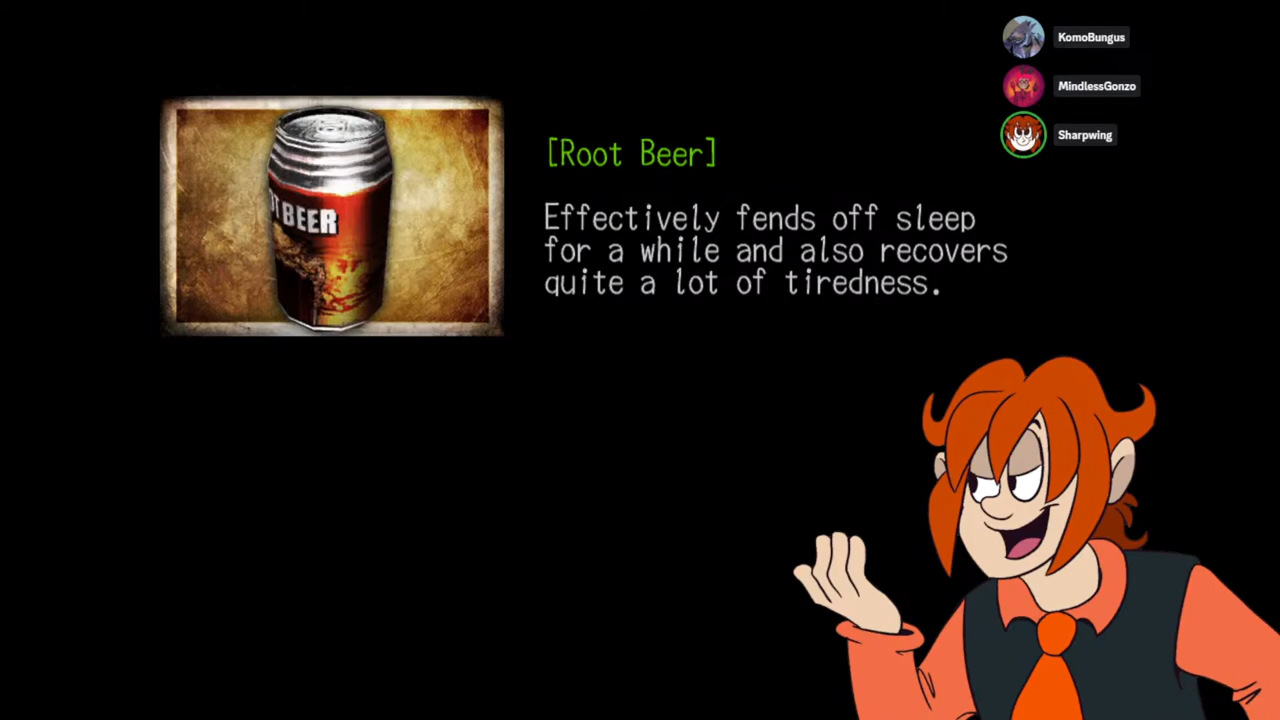 KomoBungus
MindlessGonzo
Sharpwing
[Root Beer]
Effectively fends off sleep
for a while and also recovers
quite a lot of tiredness.
OT BEER